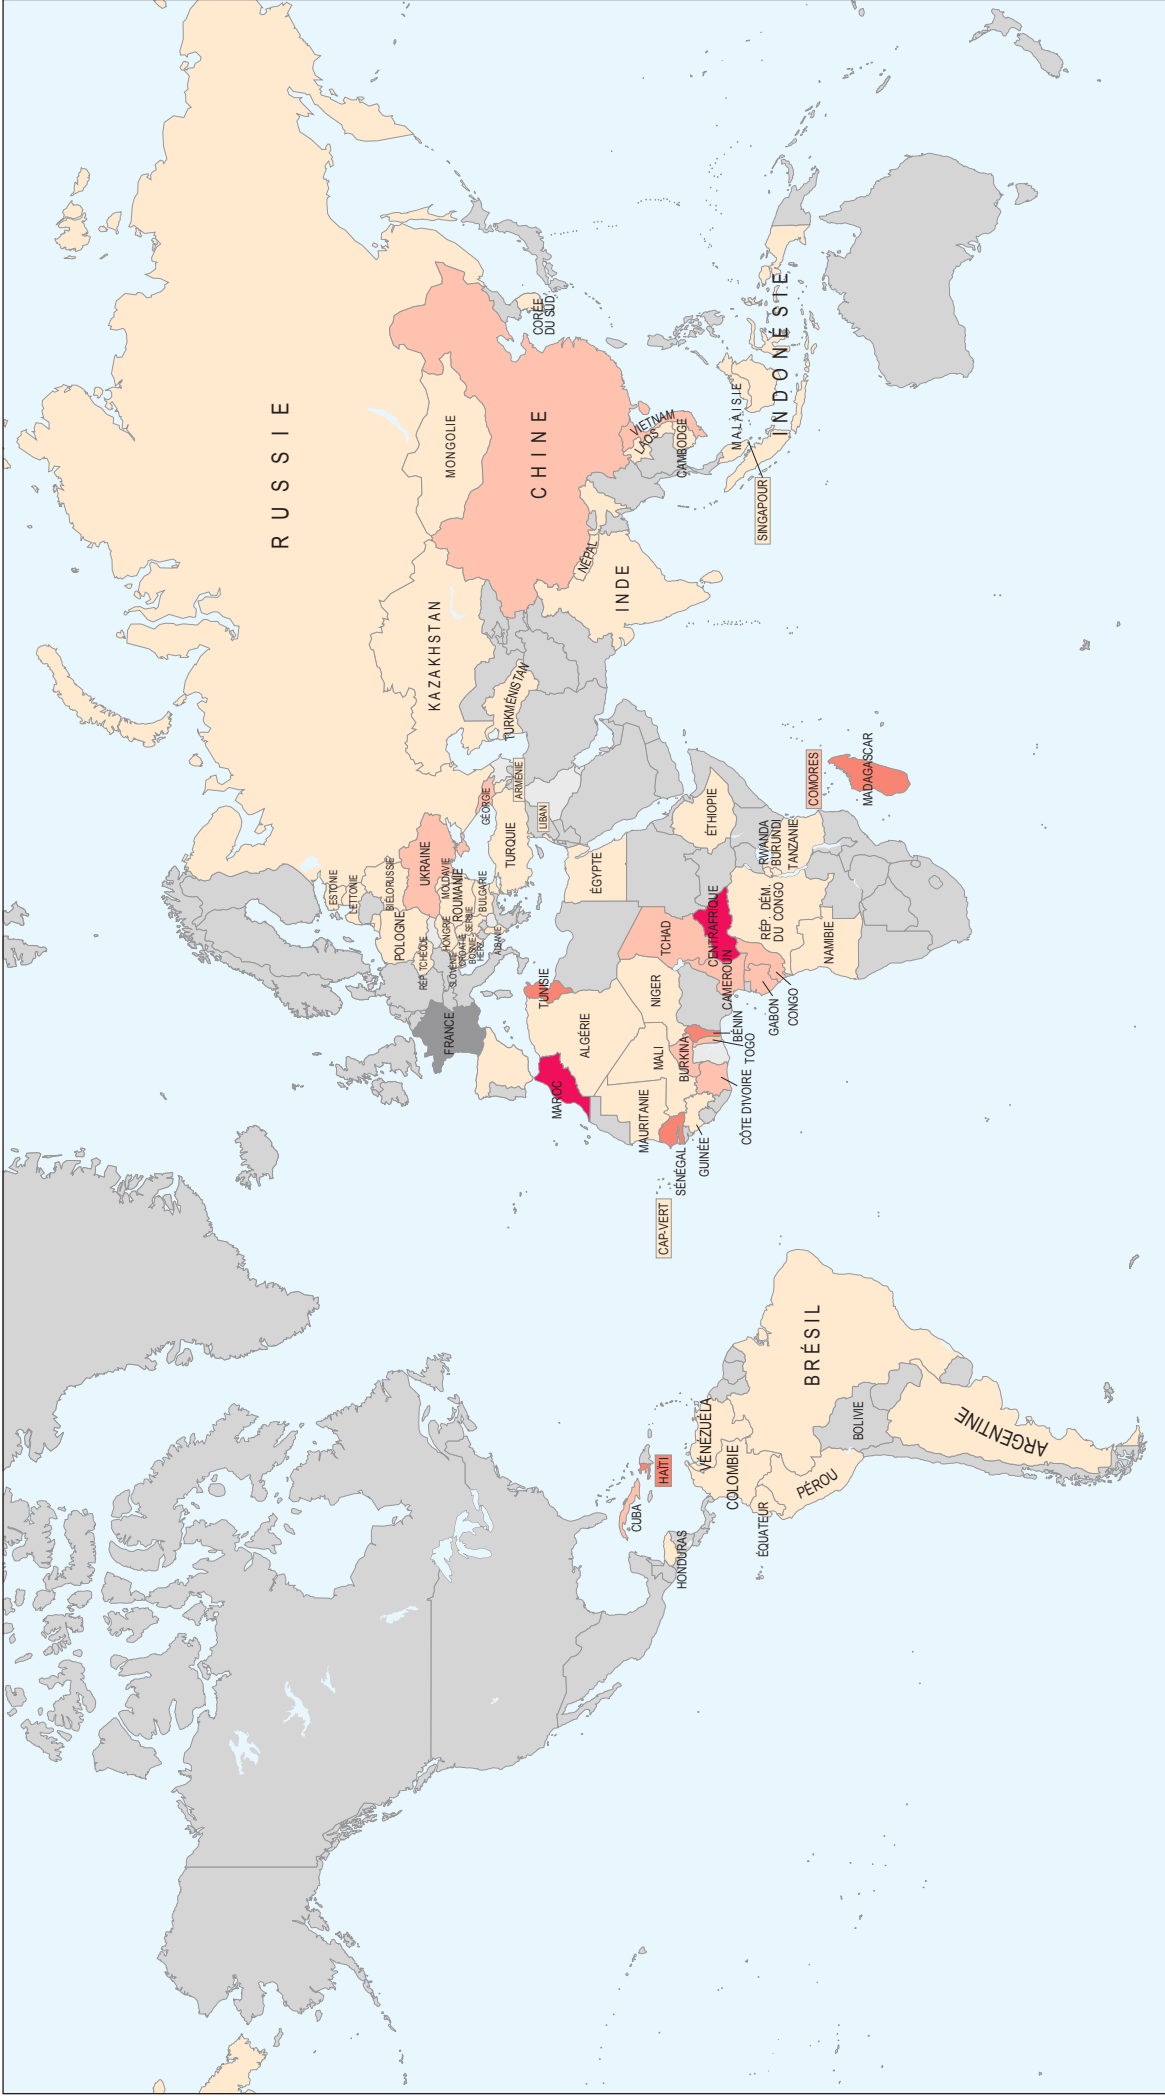 RUSSIE
MONGOLIE
CHINE
KAZAKHSTAN
CORÉE
DU SUD
VIETNAM
LAOS
CAMBODGE
MALAISIE
INDONÉSIE
SINGAPOUR
NÉPAL
INDE
TURKMÉNISTAN
ARMÉNIE
GÉORGIE
LIBAN
TURQUIE
ESTONIE
LETTONIE
BIÉLORUSSIE
UKRAINE
POLOGNE
MOLDAVIE
ROUMANIE
HONGRIE
BULGARIE
SERBIE
CROATIE
BOSNIE-
HERZ.
SLOVÉNIE
ALBANIE
RÉP. TCHÈQUE
FRANCE
ÉGYPTE
TUNISIE
ALGÉRIE
MAROC
MAURITANIE
MALI
NIGER
TCHAD
ÉTHIOPIE
CENTRAFRIQUE
CAMEROUN
RÉP. DÉM.
DU CONGO
RWANDA
BURUNDI
TANZANIE
NAMIBIE
COMORES
MADAGASCAR
GABON
CONGO
BÉNIN
TOGO
BURKINA
CÔTE D'IVOIRE
GUINÉE
SÉNÉGAL
CAP-VERT
BRÉSIL
BOLIVIE
ARGENTINE
VÉNÉZUÉLA
COLOMBIE
PÉROU
ÉQUATEUR
HAÏTI
CUBA
HONDURAS